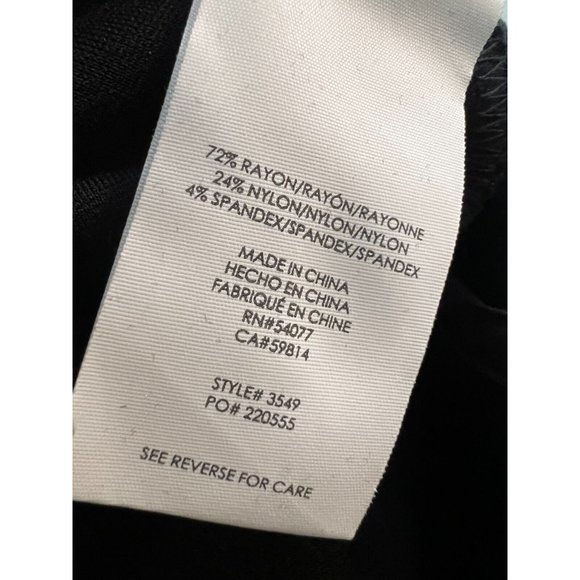 72% RAYON/RAYÓN/RAYONNE
24% NYLON/NYLON/NYLON
4% SPANDEX/SPANDEX/SPANDEX
MADE IN CHINA
HECHO EN CHINA
FABRIQUÉ EN CHINE
RN#54077
CA#59814
STYLE# 3549
PO# 220555
SEE REVERSE FOR CARE